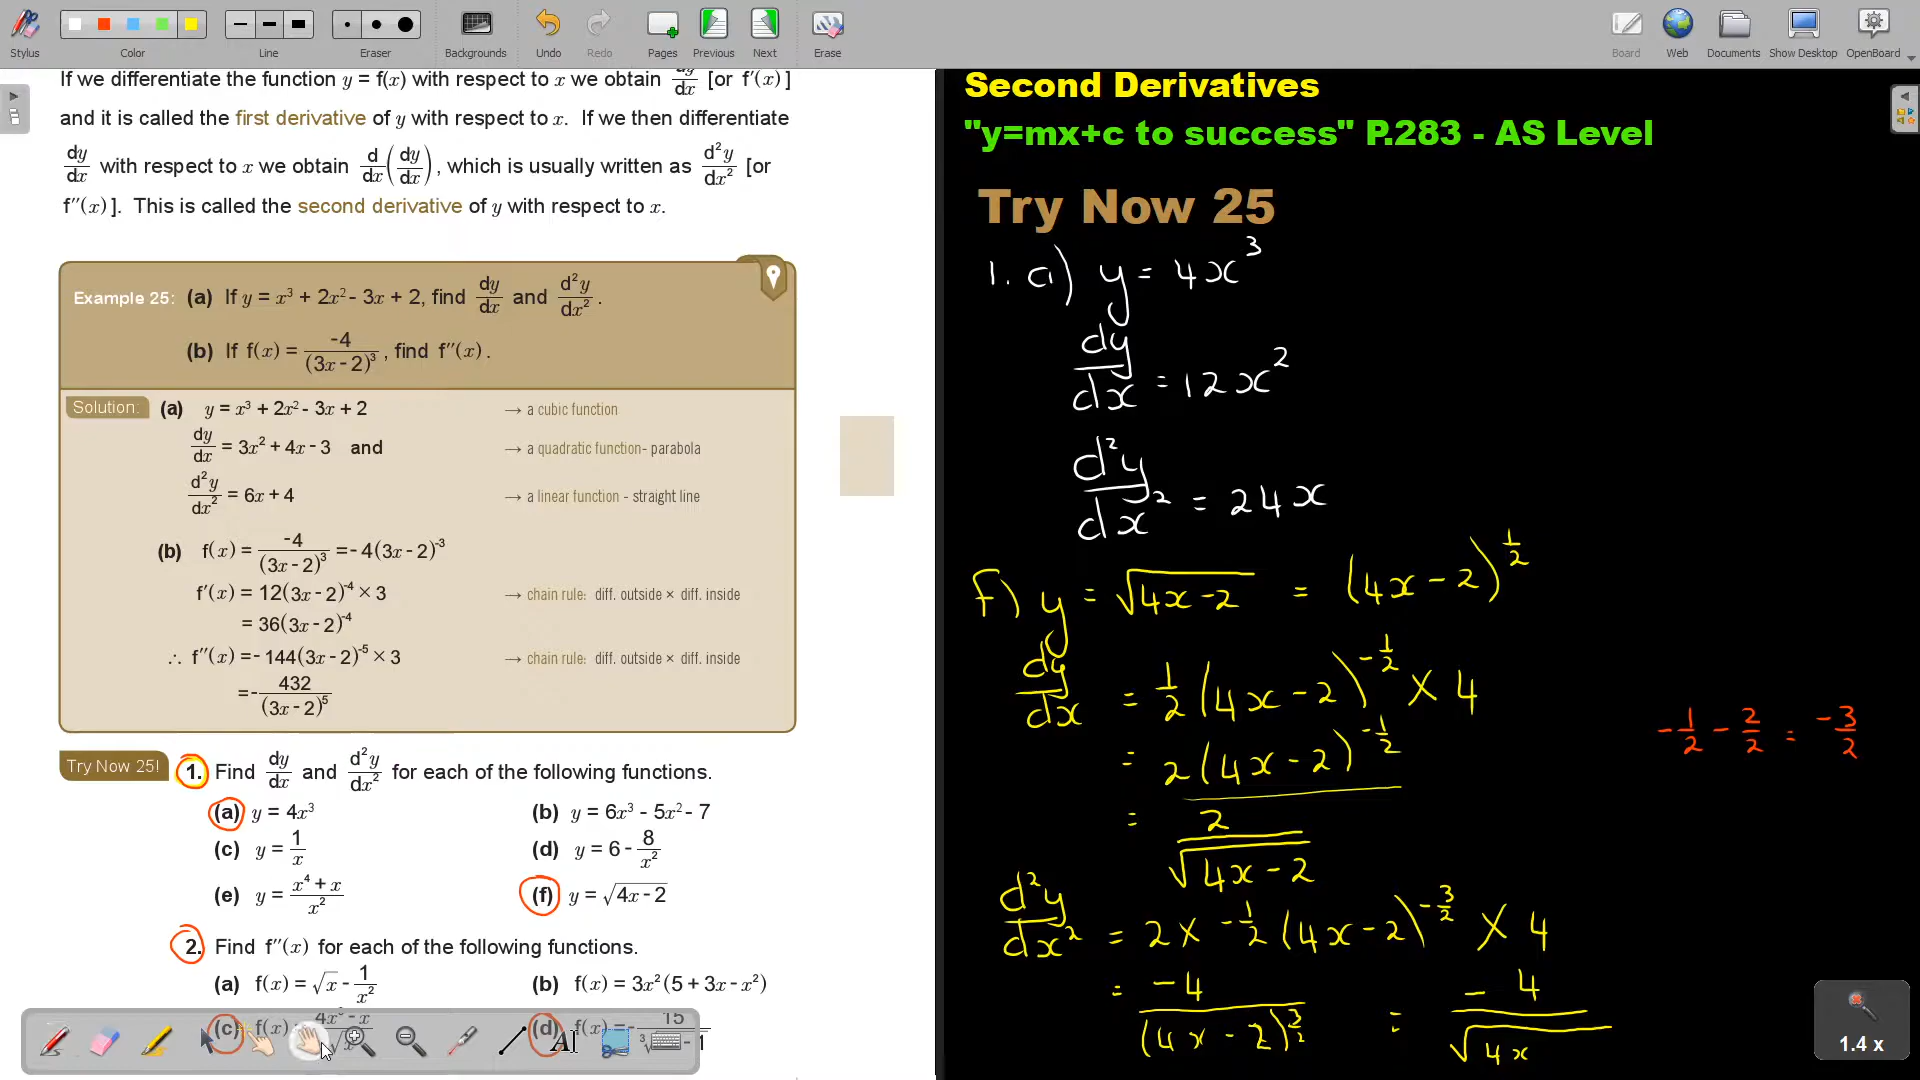 Stylus Color Line Eraser Backgrounds Undo Redo Pages Previous Next Erase Board Web Documents Show Desktop OpenBoard
If we differentiate the function y = f(x) with respect to x we obtain dy/dx [or f′(x)]
and it is called the first derivative of y with respect to x. If we then differentiate
dy/dx with respect to x we obtain d/dx(dy/dx), which is usually written as d²y/dx² [or
f″(x)]. This is called the second derivative of y with respect to x.
Example 25: (a) If y = x³ + 2x² - 3x + 2, find dy/dx and d²y/dx².
(b) If f(x) = -4/(3x - 2)³, find f″(x).
Solution: (a) y = x³ + 2x² - 3x + 2 → a cubic function
dy/dx = 3x² + 4x - 3 and → a quadratic function- parabola
d²y/dx² = 6x + 4 → a linear function - straight line
(b) f(x) = -4/(3x - 2)³ = -4(3x - 2)⁻³
f′(x) = 12(3x - 2)⁻⁴ × 3 → chain rule: diff. outside × diff. inside
= 36(3x - 2)⁻⁴
∴ f″(x) = -144(3x - 2)⁻⁵ × 3 → chain rule: diff. outside × diff. inside
= -432/(3x - 2)⁵
Try Now 25! 1. Find dy/dx and d²y/dx² for each of the following functions.
(a) y = 4x³ (b) y = 6x³ - 5x² - 7
(c) y = 1/x (d) y = 6 - 8/x²
(e) y = (x⁴ + x)/x² (f) y = √(4x - 2)
2. Find f″(x) for each of the following functions.
(a) f(x) = √x - 1/x² (b) f(x) = 3x²(5 + 3x - x²)
(c) f(x) (d) f(x) = -15
Second Derivatives
"y=mx+c to success" P.283 - AS Level
Try Now 25
1. a) y = 4x³
dy/dx = 12x²
d²y/dx² = 24x
f) y = √(4x-2) = (4x-2)^(1/2)
dy/dx = 1/2 (4x-2)^(-1/2) × 4
-1/2 - 2/2 = -3/2
= 2(4x-2)^(-1/2)
= 2/√(4x-2)
d²y/dx² = 2 × -1/2 (4x-2)^(-3/2) × 4
= -4/(4x-2)^(3/2) = -4/√(4x
1.4 x